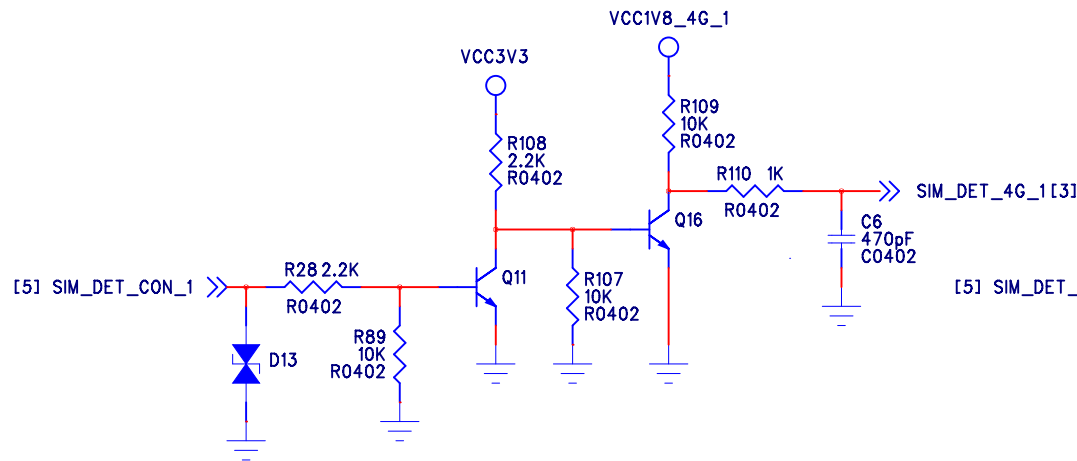 VCC1V8_4G_1
VCC3V3
R109
10K
R0402
R108
2.2K
R0402
R110 1K
R0402
SIM_DET_4G_1[3]
Q16
C6
470pF
C0402
[5] SIM_DET_CON_1
R28 2.2K
R0402
Q11
R107
10K
R0402
[5] SIM_DET_
R89
10K
R0402
D13